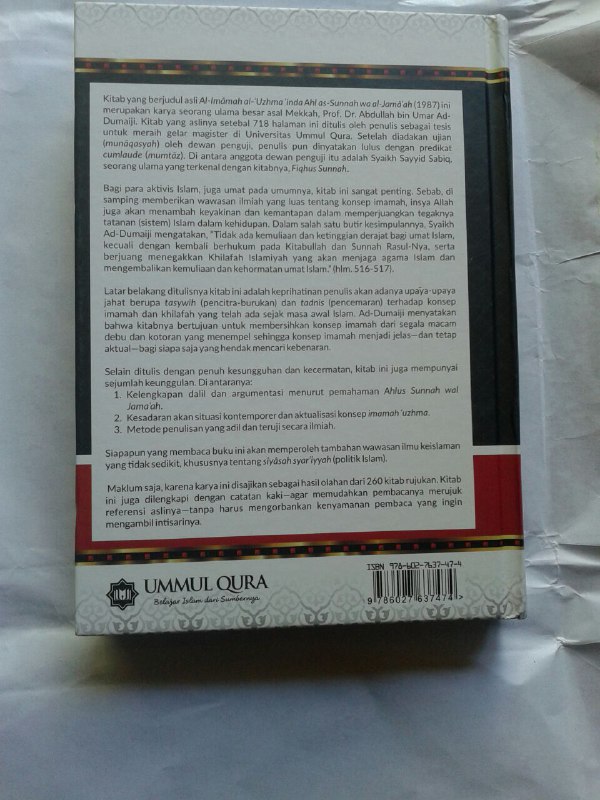 Kitab yang berjudul asli Al-Imâmah al-'Uzhma 'inda Ahl as-Sunnah wa al-Jamâ'ah (1987) ini
merupakan karya seorang ulama besar asal Mekkah, Prof. Dr. Abdullah bin Umar Ad-
Dumaiji. Kitab yang aslinya setebal 718 halaman ini ditulis oleh penulis sebagai tesis
untuk meraih gelar magister di Universitas Ummul Qura. Setelah diadakan ujian
(munâqasyah) oleh dewan penguji, penulis pun dinyatakan lulus dengan predikat
cumlaude (mumtâz). Di antara anggota dewan penguji itu adalah Syaikh Sayyid Sabiq,
seorang ulama yang terkenal dengan kitabnya, Fiqhus Sunnah.
Bagi para aktivis Islam, juga umat pada umumnya, kitab ini sangat penting. Sebab, di
samping memberikan wawasan ilmiah yang luas tentang konsep imamah, insya Allah
juga akan menambah keyakinan dan kemantapan dalam memperjuangkan tegaknya
tatanan (sistem) Islam dalam kehidupan. Dalam salah satu butir kesimpulannya, Syaikh
Ad-Dumaiji mengatakan, "Tidak ada kemuliaan dan ketinggian derajat bagi umat Islam,
kecuali dengan kembali berhukum pada Kitabullah dan Sunnah Rasul-Nya, serta
berjuang menegakkan Khilafah Islamiyah yang akan menjaga agama Islam dan
mengembalikan kemuliaan dan kehormatan umat Islam." (hlm. 516-517).
Latar belakang ditulisnya kitab ini adalah keprihatinan penulis akan adanya upaya-upaya
jahat berupa tasywih (pencitra-burukan) dan tadnis (pencemaran) terhadap konsep
imamah dan khilafah yang telah ada sejak masa awal Islam. Ad-Dumaiji menyatakan
bahwa kitabnya bertujuan untuk membersihkan konsep imamah dari segala macam
debu dan kotoran yang menempel sehingga konsep imamah menjadi jelas—dan tetap
aktual—bagi siapa saja yang hendak mencari kebenaran.
Selain ditulis dengan penuh kesungguhan dan kecermatan, kitab ini juga mempunyai
sejumlah keunggulan. Di antaranya:
1. Kelengkapan dalil dan argumentasi menurut pemahaman Ahlus Sunnah wal
Jama'ah.
2. Kesadaran akan situasi kontemporer dan aktualisasi konsep imamah 'uzhma.
3. Metode penulisan yang adil dan teruji secara ilmiah.
Siapapun yang membaca buku ini akan memperoleh tambahan wawasan ilmu keislaman
yang tidak sedikit, khususnya tentang siyâsah syar'iyyah (politik Islam).
Maklum saja, karena karya ini disajikan sebagai hasil olahan dari 260 kitab rujukan. Kitab
ini juga dilengkapi dengan catatan kaki—agar memudahkan pembacanya merujuk
referensi aslinya—tanpa harus mengorbankan kenyamanan pembaca yang ingin
mengambil intisarinya.
UMMUL QURA
Belajar Islam dari Sumbernya
ISBN 978-602-7637-47-4
9 786027 637474 >